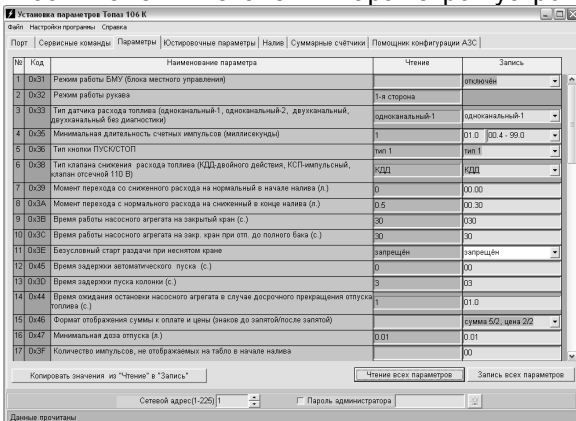 Установка параметров Топаз 106 К
Файл Настройки программы Справка
Порт Сервисные команды Параметры Юстировочные параметры Налив Суммарные счётчики Помощник конфигурации АЗС
№ Код Наименование параметра Чтение Запись
1 0x31 Режим работы БМУ (блока местного управления) отключён
2 0x32 Режим работы рукава 1-я сторона
3 0x33 Тип датчика расхода топлива (одноканальный-1, одноканальный-2, двухканальный, двухканальный без диагностики) одноканальный-1 одноканальный-1
4 0x35 Минимальная длительность счетных импульсов (миллисекунды) 1 01.0 00.4 - 99.0
5 0x36 Тип кнопки ПУСК/СТОП тип 1 тип 1
6 0x38 Тип клапана снижения расхода топлива (КДД-двойного действия, КСП-импульсный, клапан отсечной 110 В) КДД КДД
7 0x39 Момент перехода со сниженного расхода на нормальный в начале налива (л.) 0 00.00
8 0x3A Момент перехода с нормального расхода на сниженный в конце налива (л.) 0.5 00.30
9 0x3B Время работы насосного агрегата на закрытый кран (с.) 30 030
10 0x3C Время работы насосного агрегата на закр. кран при отп. до полного бака (с.) 30 30
11 0x3E Безусловный старт раздачи при неснятом кране запрещён запрещён
12 0x45 Время задержки автоматического пуска (с.) 0 00
13 0x3D Время задержки пуска колонки (с.) 3 03
14 0x44 Время ожидания остановки насосного агрегата в случае досрочного прекращения отпуска топлива (с.) 1 01.0
15 0x46 Формат отображения суммы к оплате и цены (знаков до запятой/после запятой) сумма 5/2, цена 2/2
16 0x47 Минимальная доза отпуска (л.) 0.01 0.01
17 0x3F Количество импульсов, не отображаемых на табло в начале налива 00
Копировать значения из "Чтение" в "Запись" Чтение всех параметров Запись всех параметров
Сетевой адрес(1-225) 1 Пароль администратора
Данные прочитаны